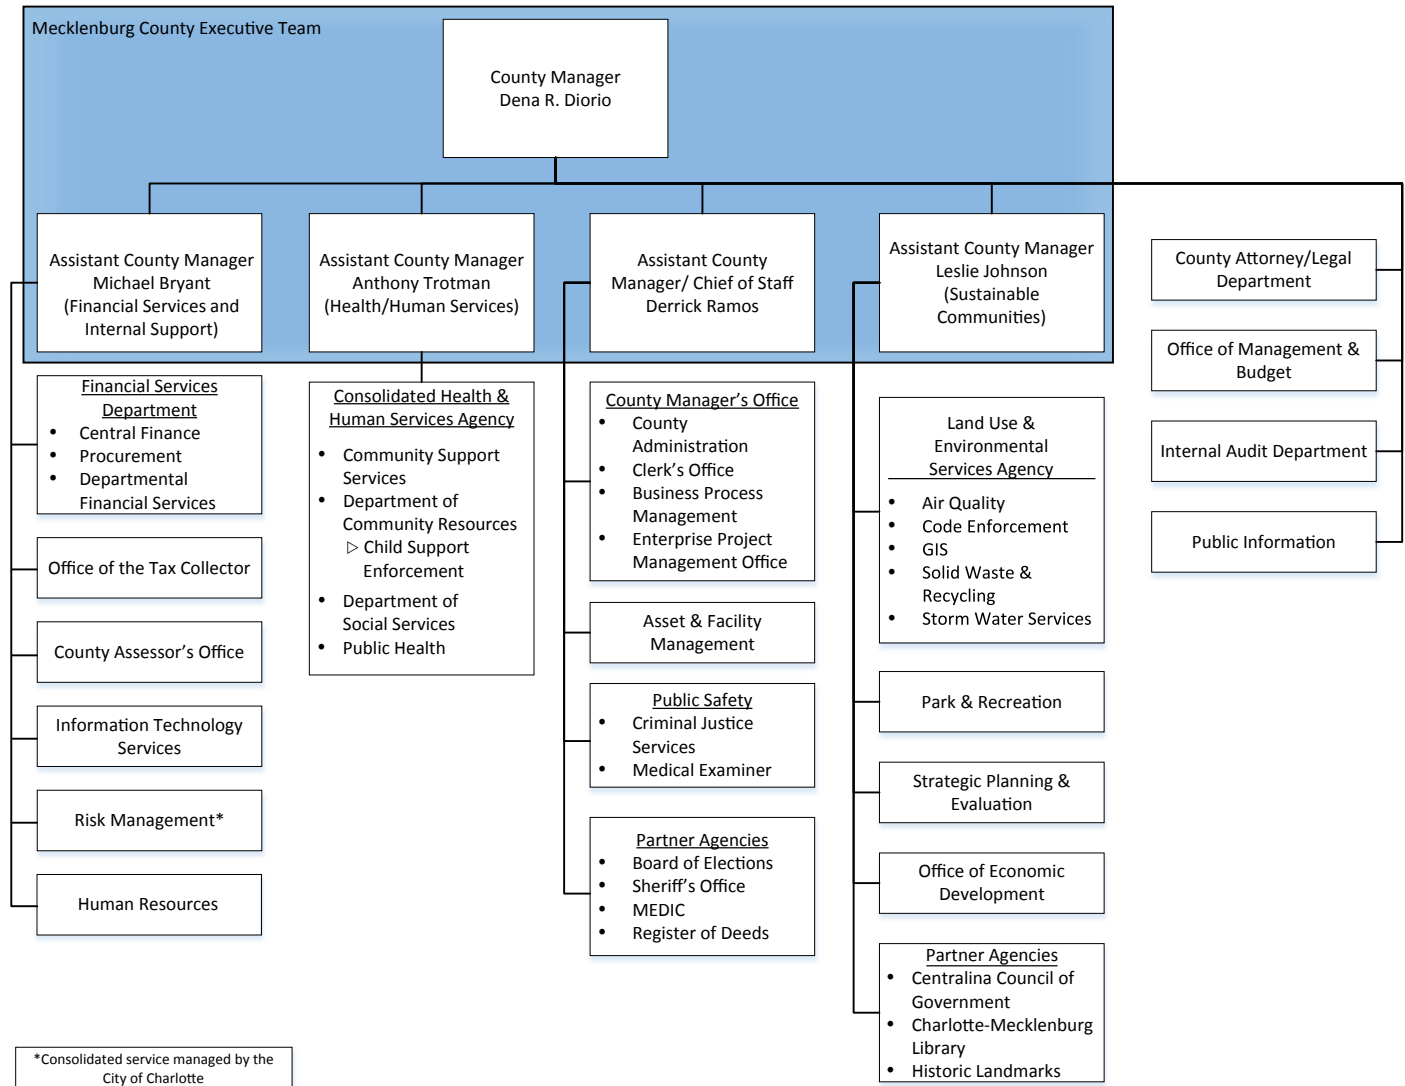 Mecklenburg County Executive Team
County Manager
Dena R. Diorio
Assistant County Manager
Michael Bryant
(Financial Services and
Internal Support)
Assistant County Manager
Anthony Trotman
(Health/Human Services)
Assistant County
Manager/ Chief of Staff
Derrick Ramos
Assistant County Manager
Leslie Johnson
(Sustainable
Communities)
County Attorney/Legal
Department
Office of Management &
Budget
Internal Audit Department
Public Information
Financial Services
Department
• Central Finance
• Procurement
• Departmental
Financial Services
Office of the Tax Collector
County Assessor’s Office
Information Technology
Services
Risk Management*
Human Resources
Consolidated Health &
Human Services Agency
• Community Support
Services
• Department of
Community Resources
▷ Child Support
Enforcement
• Department of
Social Services
• Public Health
County Manager’s Office
• County
Administration
• Clerk’s Office
• Business Process
Management
• Enterprise Project
Management Office
Asset & Facility
Management
Public Safety
• Criminal Justice
Services
• Medical Examiner
Partner Agencies
• Board of Elections
• Sheriff’s Office
• MEDIC
• Register of Deeds
Land Use &
Environmental
Services Agency
• Air Quality
• Code Enforcement
• GIS
• Solid Waste &
Recycling
• Storm Water Services
Park & Recreation
Strategic Planning &
Evaluation
Office of Economic
Development
Partner Agencies
• Centralina Council of
Government
• Charlotte-Mecklenburg
Library
• Historic Landmarks
*Consolidated service managed by the
City of Charlotte